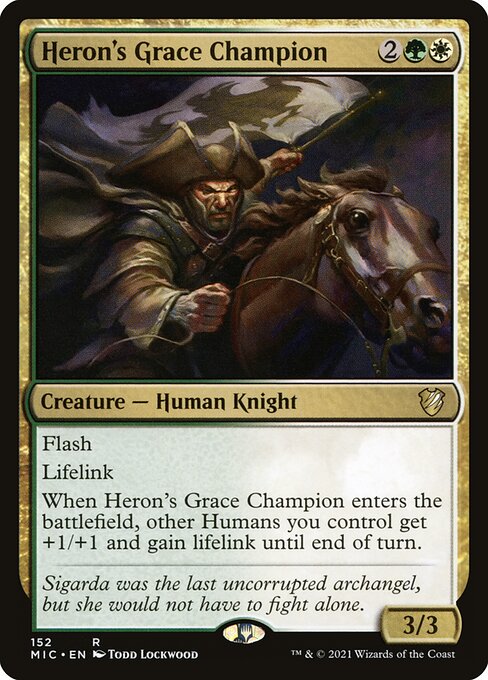 Heron's Grace Champion 2
Creature — Human Knight
Flash
Lifelink
When Heron's Grace Champion enters the
battlefield, other Humans you control get
+1/+1 and gain lifelink until end of turn.
Sigarda was the last uncorrupted archangel,
but she would not have to fight alone.
3/3
152 R
MIC • EN Todd Lockwood
™ & © 2021 Wizards of the Coast